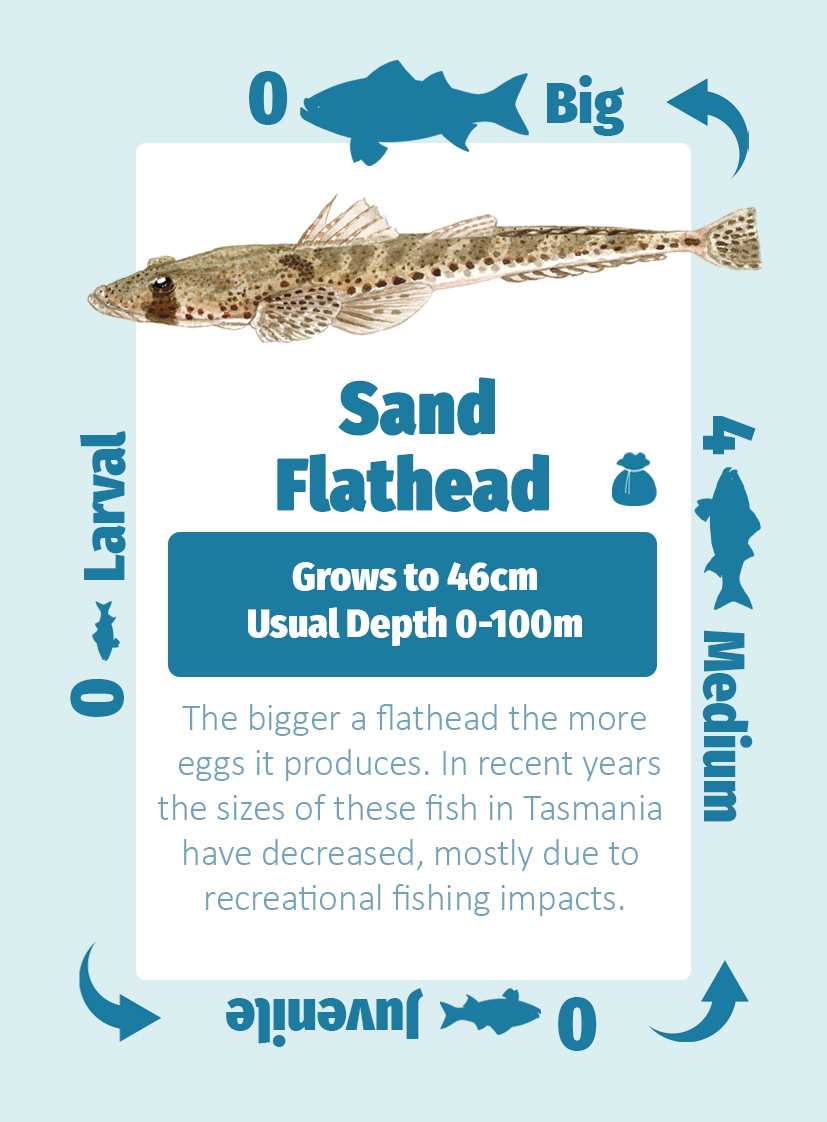 0 Big
Sand
Flathead
Grows to 46cm
Usual Depth 0-100m
The bigger a flathead the more
eggs it produces. In recent years
the sizes of these fish in Tasmania
have decreased, mostly due to
recreational fishing impacts.
4 Medium
0 Juvenile
0 Larval